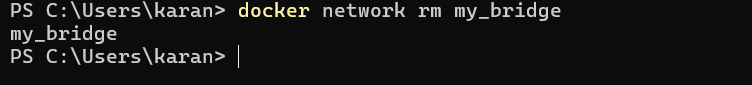 PS C:\Users\karan> docker network rm my_bridge
my_bridge
PS C:\Users\karan>